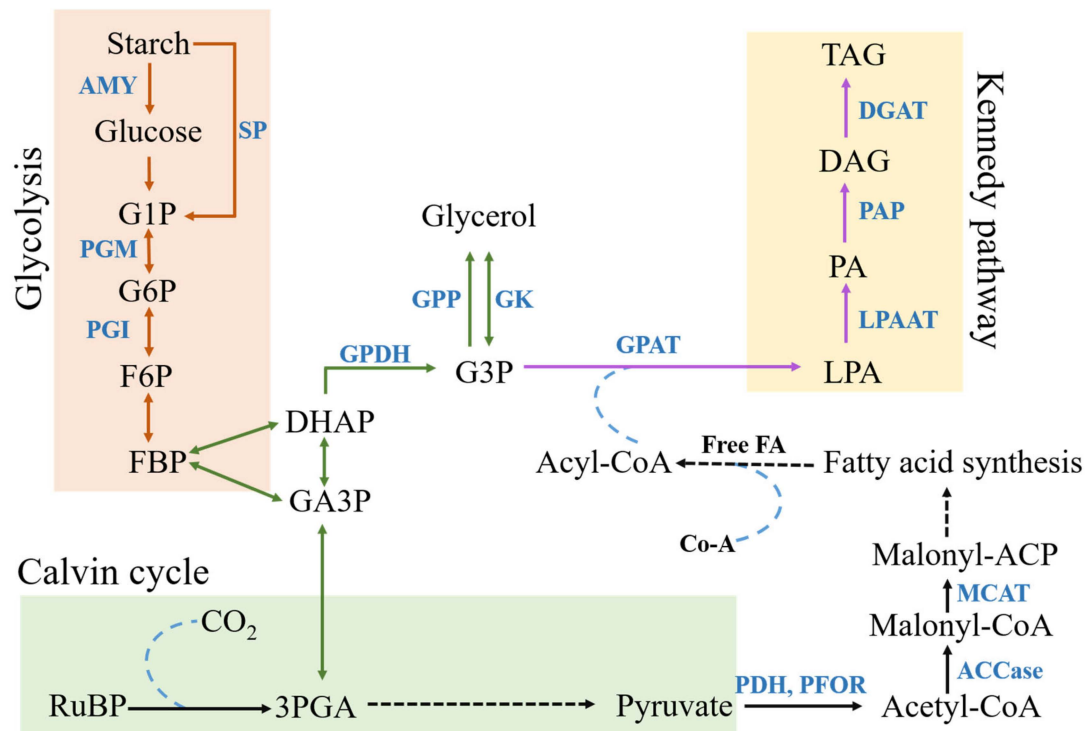 Glycolysis
Starch
AMY
SP
Glucose
G1P
PGM
G6P
PGI
F6P
FBP
Glycerol
GPP
GK
GPDH
G3P
DHAP
GA3P
GPAT
Kennedy pathway
TAG
DGAT
DAG
PAP
PA
LPAAT
LPA
Acyl-CoA
Free FA
Fatty acid synthesis
Co-A
Malonyl-ACP
MCAT
Malonyl-CoA
ACCase
Acetyl-CoA
Calvin cycle
CO₂
RuBP
3PGA
Pyruvate
PDH, PFOR